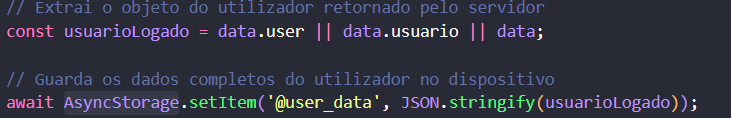 // Extrai o objeto do utilizador retornado pelo servidor
const usuarioLogado = data.user || data.usuario || data;
// Guarda os dados completos do utilizador no dispositivo
await AsyncStorage.setItem('@user_data', JSON.stringify(usuarioLogado));